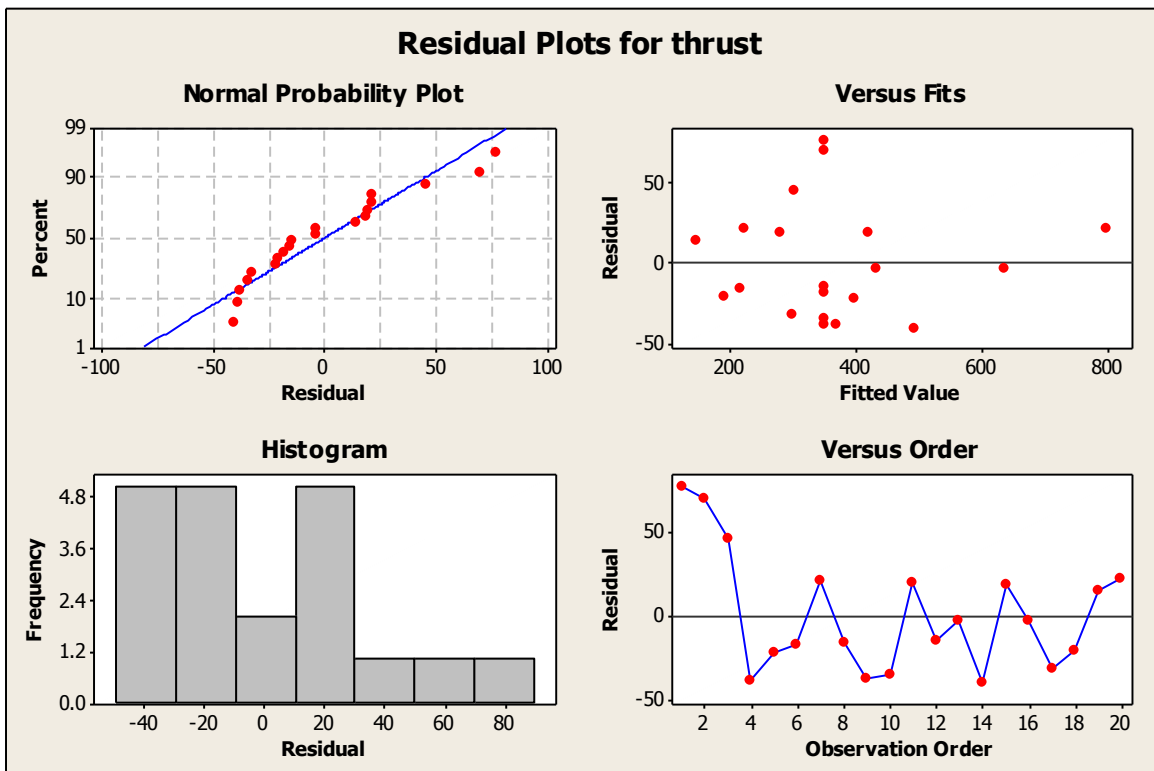 Residual Plots for thrust
Normal Probability Plot
99
90
50
10
1
Percent
-100 -50 0 50 100
Residual
Versus Fits
50
0
-50
Residual
200 400 600 800
Fitted Value
Histogram
4.8
3.6
2.4
1.2
0.0
Frequency
-40 -20 0 20 40 60 80
Residual
Versus Order
50
0
-50
Residual
2 4 6 8 10 12 14 16 18 20
Observation Order